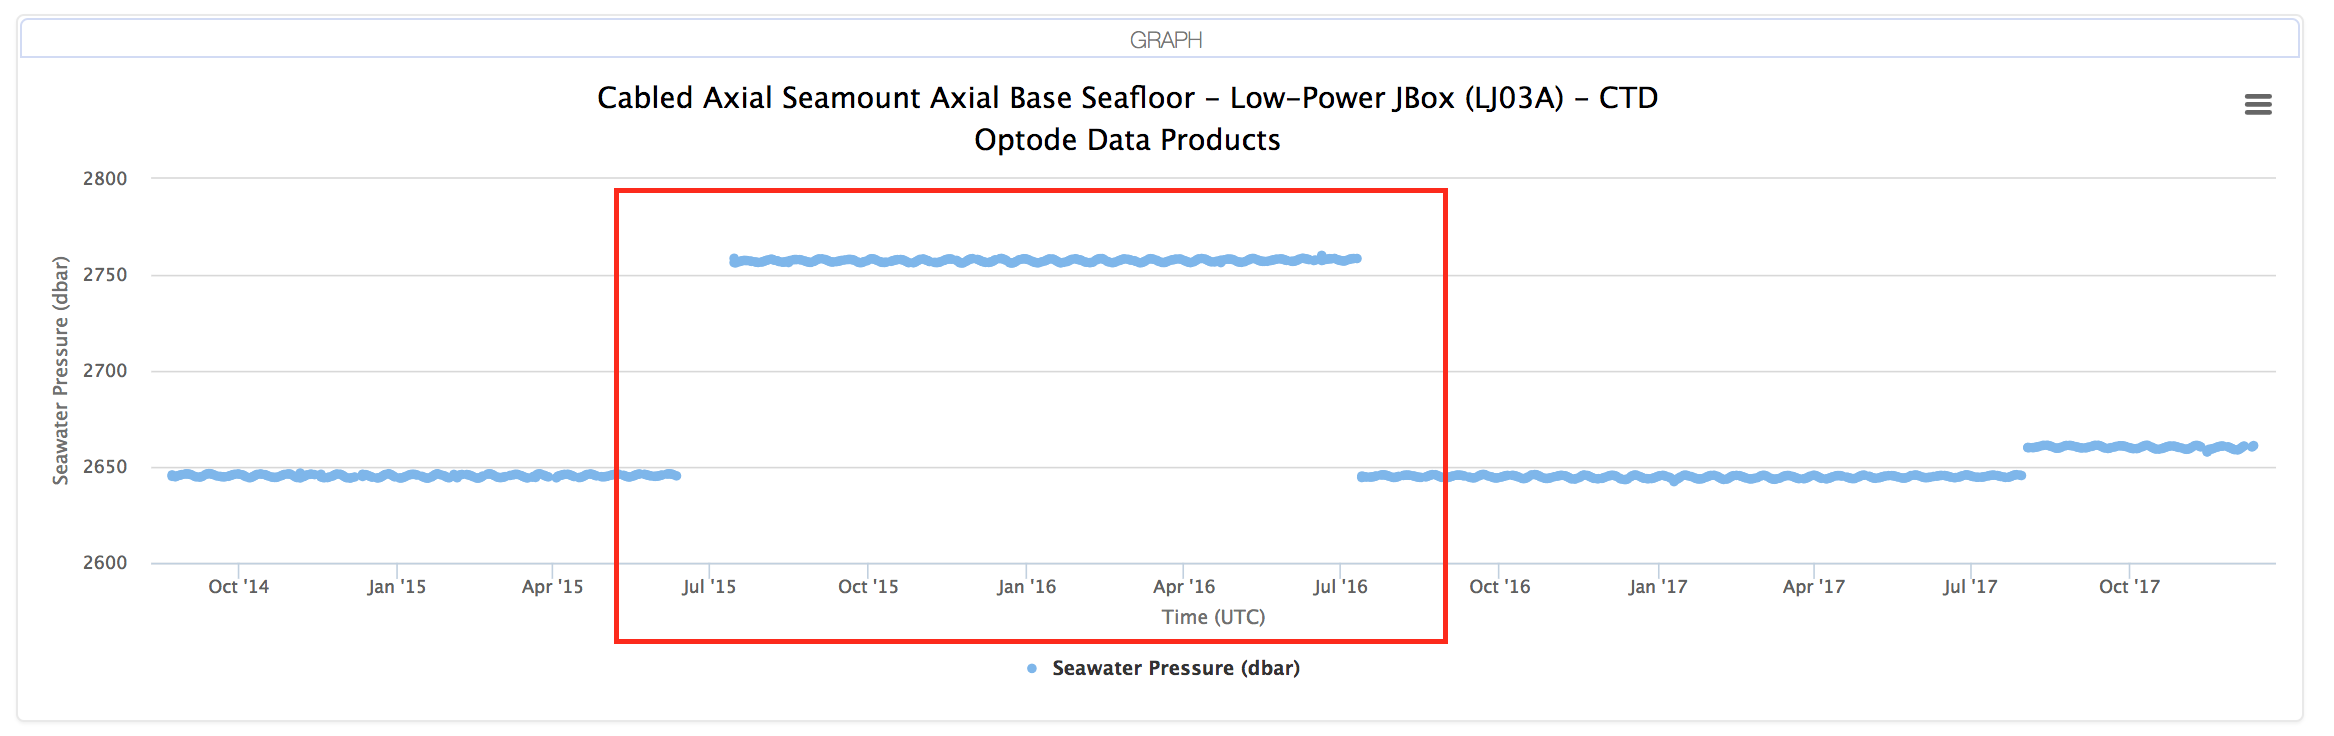 GRAPH
Cabled Axial Seamount Axial Base Seafloor - Low-Power JBox (LJ03A) - CTD
Optode Data Products
2800
2750
2700
2650
2600
Seawater Pressure (dbar)
Oct '14 Jan '15 Apr '15 Jul '15 Oct '15 Jan '16 Apr '16 Jul '16 Oct '16 Jan '17 Apr '17 Jul '17 Oct '17
Time (UTC)
Seawater Pressure (dbar)